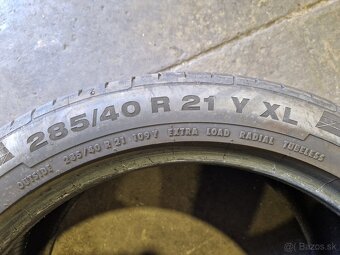 285/40 R 21 Y XL
OUTSIDE 285/40 R 21 109Y EXTRA LOAD RADIAL TUBELESS
Bazos.sk